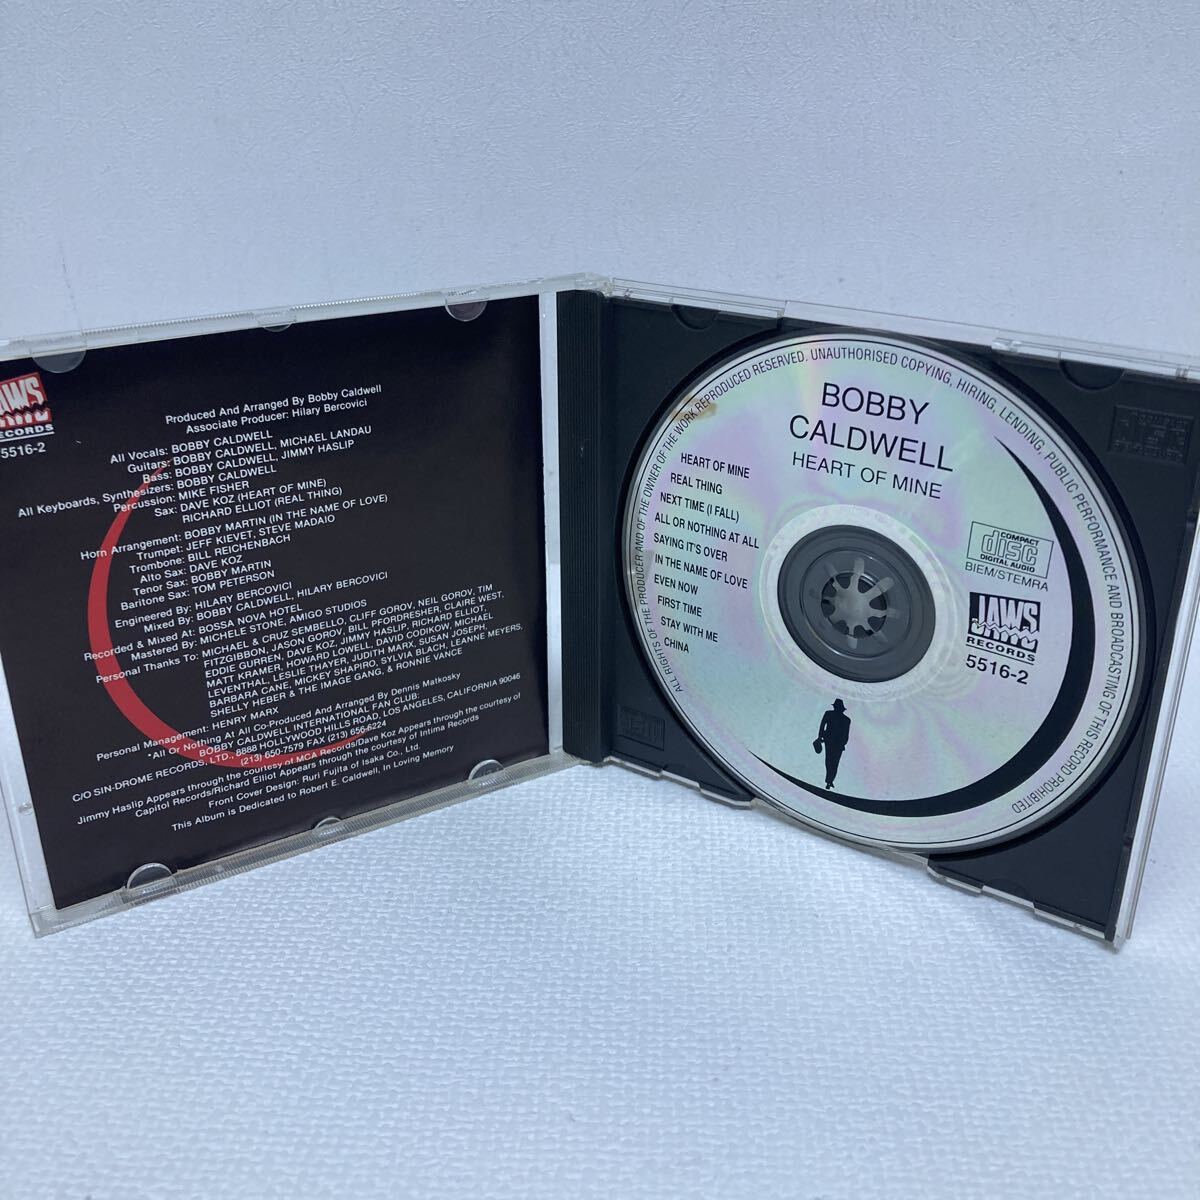 JAWS
RECORDS
5516-2
Produced And Arranged By Bobby Caldwell
Associate Producer: Hilary Bercovici
All Vocals: BOBBY CALDWELL
Guitars: BOBBY CALDWELL, MICHAEL LANDAU
Bass: BOBBY CALDWELL, JIMMY HASLIP
All Keyboards, Synthesizers: BOBBY CALDWELL
Percussion: MIKE FISHER
Sax: DAVE KOZ (HEART OF MINE)
RICHARD ELLIOT (REAL THING)
Horn Arrangement: BOBBY MARTIN (IN THE NAME OF LOVE)
Trumpet: JEFF KIEVET, STEVE MADAIO
Trombone: BILL REICHENBACH
Alto Sax: DAVE KOZ
Tenor Sax: BOBBY MARTIN
Baritone Sax: TOM PETERSON
Engineered By: HILARY BERCOVICI
Mixed By: BOBBY CALDWELL, HILARY BERCOVICI
Recorded & Mixed At: BOSSA NOVA HOTEL
Mastered By: MICHELE STONE, AMIGO STUDIOS
Personal Thanks To: MICHAEL & CRUZ SEMBELLO, CLIFF GOROV, NEIL GOROV, TIM
FITZGIBBON, JASON GOROV, BILL PFORDRESHER, CLAIRE WEST,
EDDIE GURREN, DAVE KOZ, JIMMY HASLIP, RICHARD ELLIOT,
MATT KRAMER, HOWARD LOWELL, DAVID CODIKOW, MICHAEL
LEVENTHAL, LESLIE THAYER, JUDITH MARX, SUSAN JOSEPH,
BARBARA CANE, MICKEY SHAPIRO, SYLVIA BLACH, LEANNE MEYERS,
SHELLY HEBER & THE IMAGE GANG, & RONNIE VANCE
Personal Management: HENRY MARX
*All Or Nothing At All Co-Produced And Arranged By Dennis Matkosky
BOBBY CALDWELL INTERNATIONAL FAN CLUB:
C/O SIN-DROME RECORDS, LTD., 8888 HOLLYWOOD HILLS ROAD, LOS ANGELES, CALIFORNIA 90046
(213) 650-7579 FAX (213) 656-6224
Jimmy Haslip Appears through the courtesy of MCA Records/Dave Koz Appears through the courtesy of
Capitol Records/Richard Elliot Appears through the courtesy of Intima Records
Front Cover Design: Ruri Fujita of Isaka Co., Ltd.
This Album is Dedicated to Robert E. Caldwell, In Loving Memory
ALL RIGHTS OF THE PRODUCER AND OF THE OWNER OF THE WORK REPRODUCED RESERVED. UNAUTHORISED COPYING, HIRING, LENDING, PUBLIC PERFORMANCE AND BROADCASTING OF THIS RECORD PROHIBITED
BOBBY
CALDWELL
HEART OF MINE
HEART OF MINE
REAL THING
NEXT TIME (I FALL)
ALL OR NOTHING AT ALL
SAYING IT'S OVER
IN THE NAME OF LOVE
EVEN NOW
FIRST TIME
STAY WITH ME
CHINA
COMPACT
disc
DIGITAL AUDIO
BIEM/STEMRA
JAWS
RECORDS
5516-2